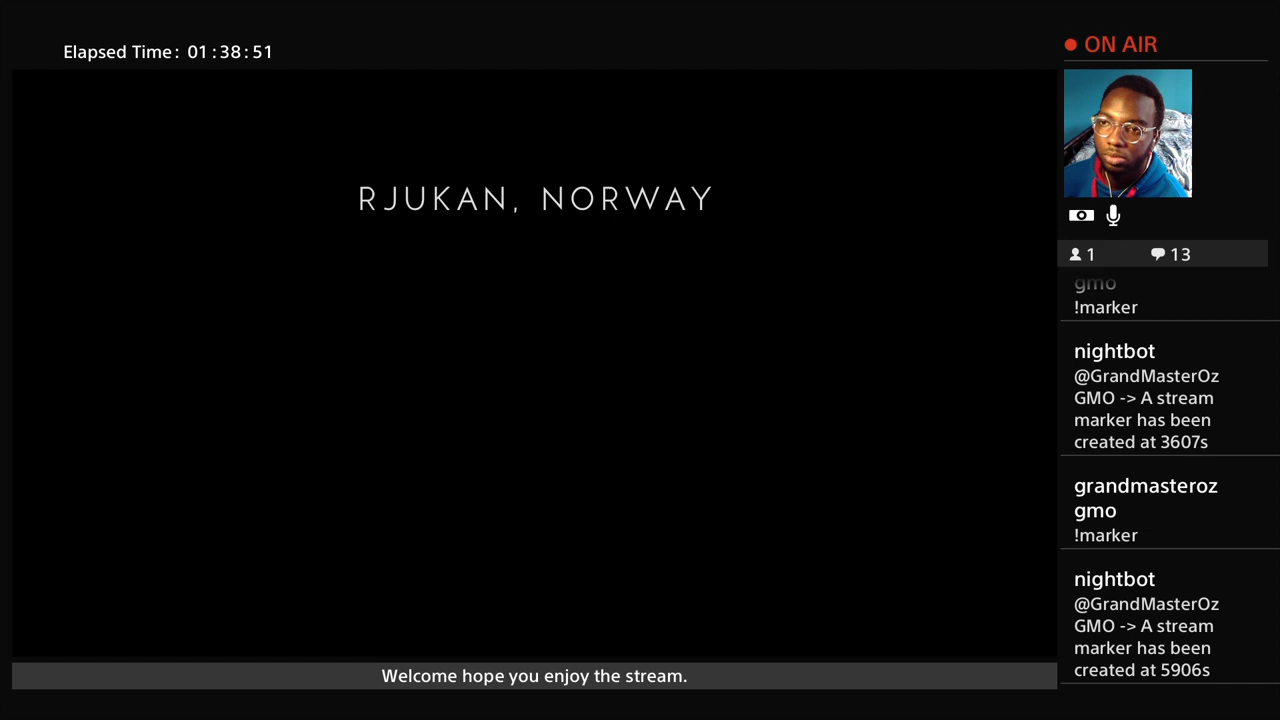 Elapsed Time: 01:38:51
ON AIR
RJUKAN, NORWAY
1
13
gmo
!marker
nightbot
@GrandMasterOz
GMO -> A stream
marker has been
created at 3607s
grandmasteroz
gmo
!marker
nightbot
@GrandMasterOz
GMO -> A stream
marker has been
created at 5906s
Welcome hope you enjoy the stream.